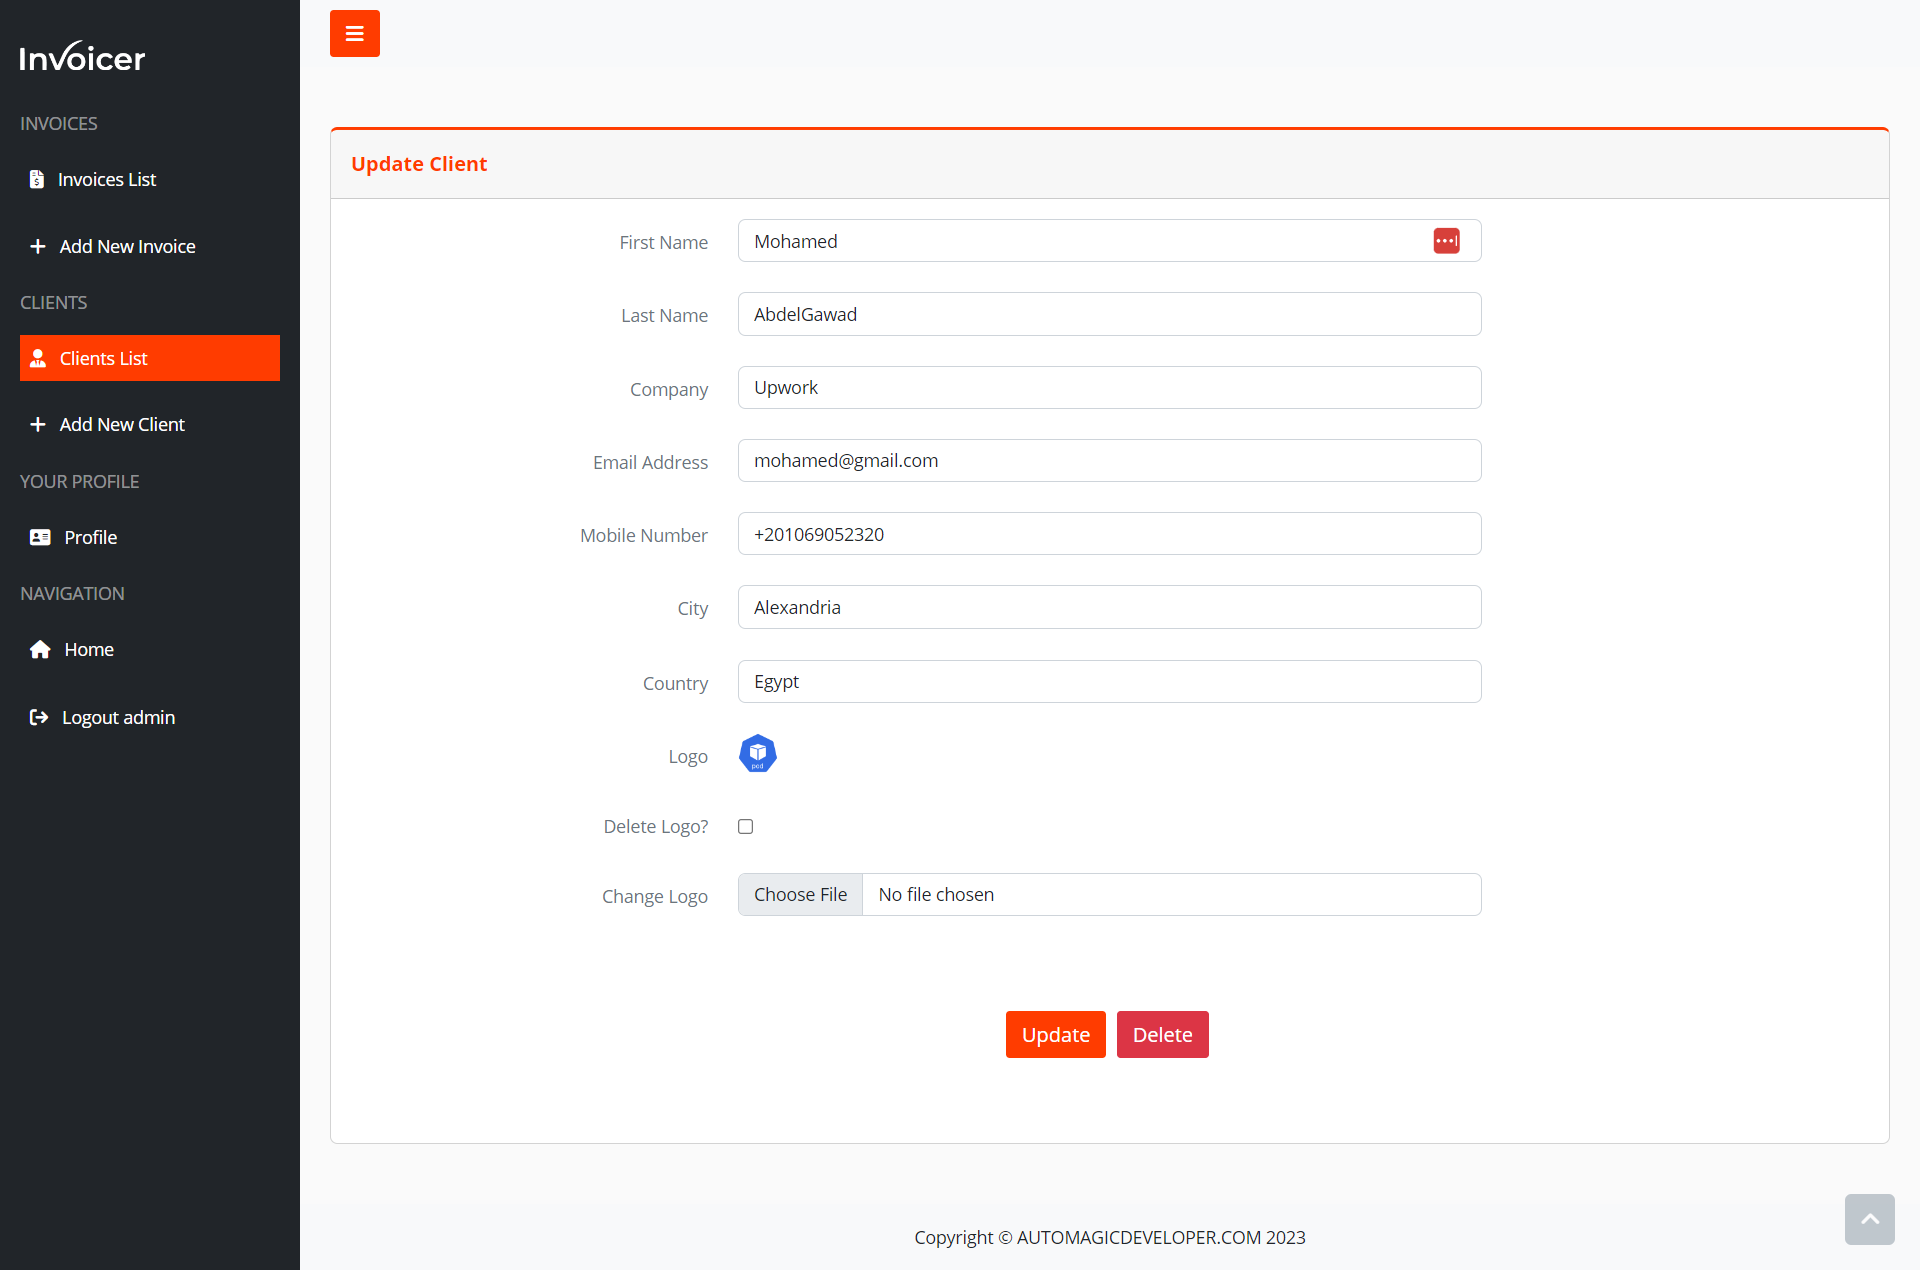 Invoicer
INVOICES
Invoices List
Add New Invoice
CLIENTS
Clients List
Add New Client
YOUR PROFILE
Profile
NAVIGATION
Home
Logout admin
Update Client
First Name Mohamed
Last Name AbdelGawad
Company Upwork
Email Address mohamed@gmail.com
Mobile Number +201069052320
City Alexandria
Country Egypt
Logo pod
Delete Logo?
Change Logo Choose File No file chosen
Update Delete
Copyright © AUTOMAGICDEVELOPER.COM 2023